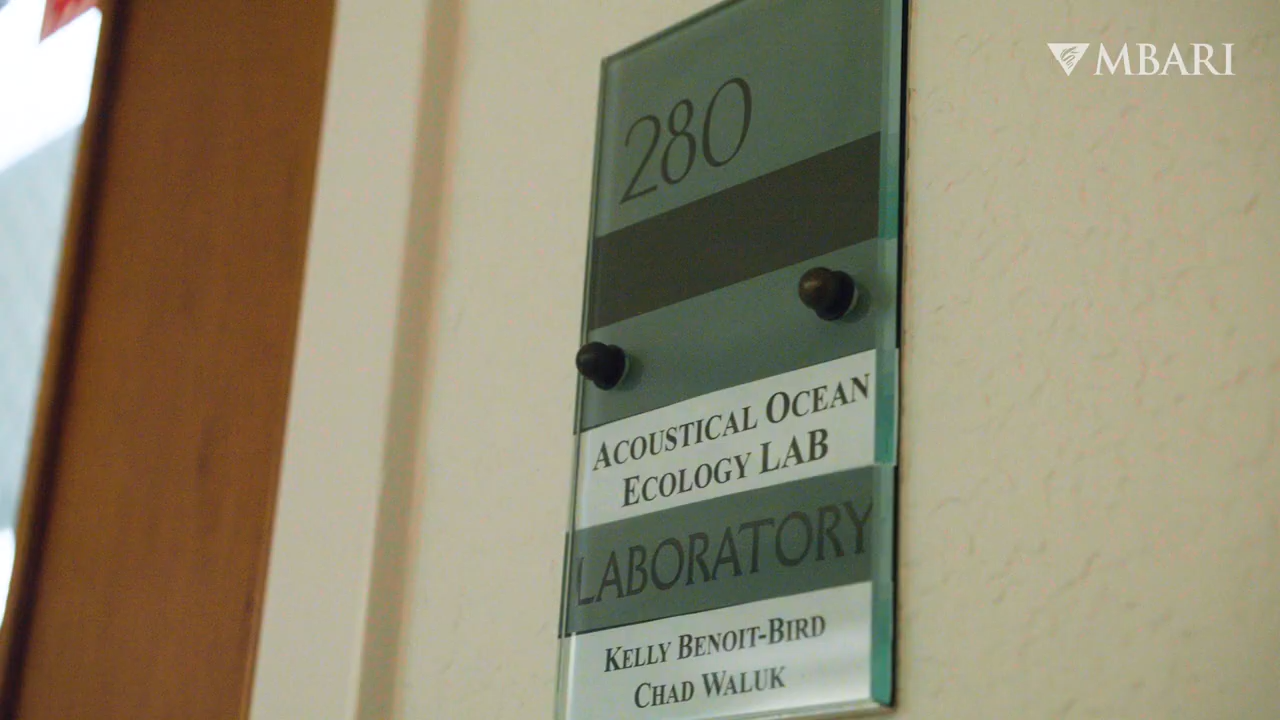 MBARI
280
ACOUSTICAL OCEAN
ECOLOGY LAB
LABORATORY
KELLY BENOIT-BIRD
CHAD WALUK